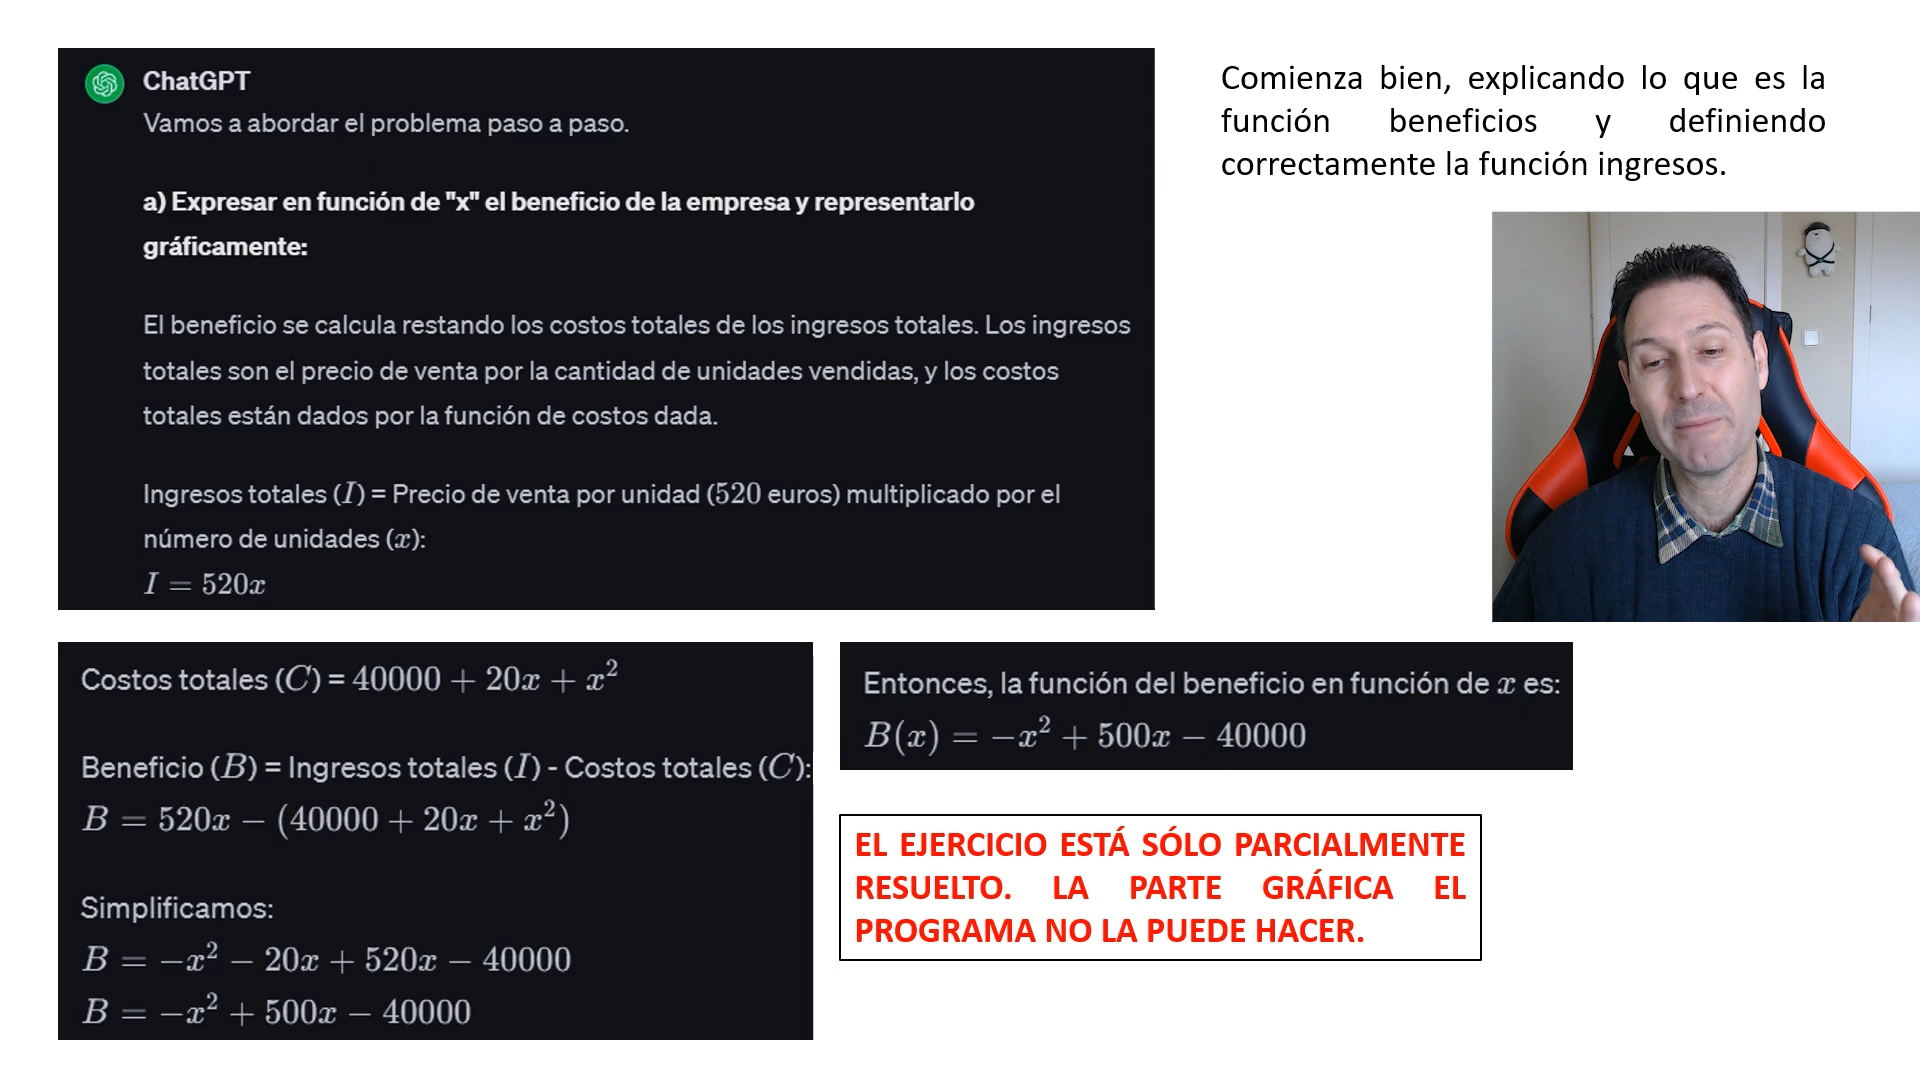 ChatGPT
Vamos a abordar el problema paso a paso.
a) Expresar en función de "x" el beneficio de la empresa y representarlo
gráficamente:
El beneficio se calcula restando los costos totales de los ingresos totales. Los ingresos
totales son el precio de venta por la cantidad de unidades vendidas, y los costos
totales están dados por la función de costos dada.
Ingresos totales (I) = Precio de venta por unidad (520 euros) multiplicado por el
número de unidades (x):
I = 520x
Comienza bien, explicando lo que es la
función beneficios y definiendo
correctamente la función ingresos.
Costos totales (C) = 40000 + 20x + x²
Beneficio (B) = Ingresos totales (I) - Costos totales (C):
B = 520x − (40000 + 20x + x²)
Simplificamos:
B = −x² − 20x + 520x − 40000
B = −x² + 500x − 40000
Entonces, la función del beneficio en función de x es:
B(x) = −x² + 500x − 40000
EL EJERCICIO ESTÁ SÓLO PARCIALMENTE
RESUELTO. LA PARTE GRÁFICA EL
PROGRAMA NO LA PUEDE HACER.